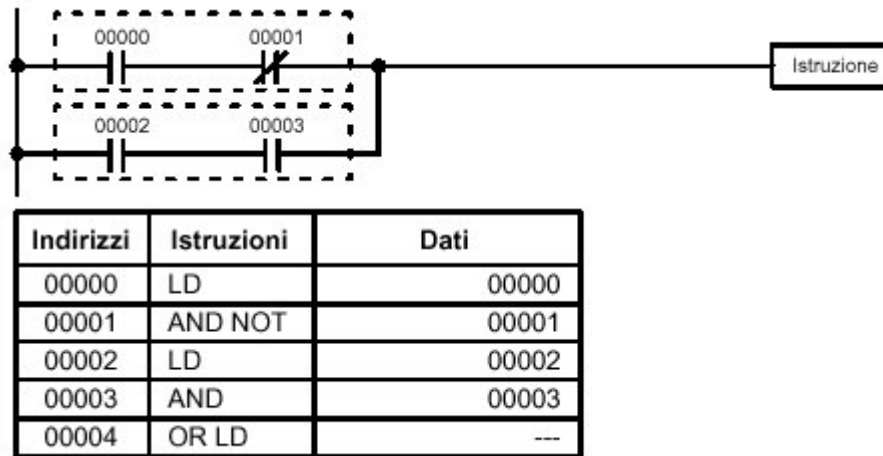 00000 00001
Istruzione
00002 00003
Indirizzi Istruzioni Dati
00000 LD 00000
00001 AND NOT 00001
00002 LD 00002
00003 AND 00003
00004 OR LD ---